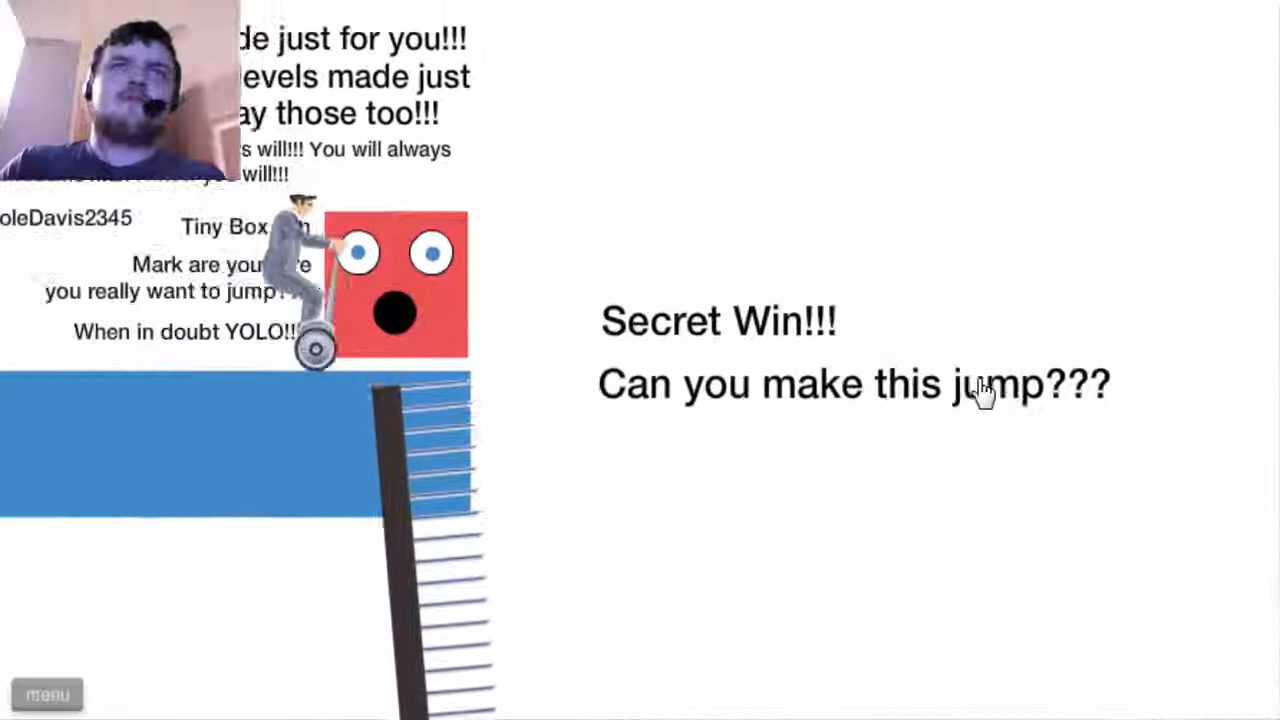 de just for you!!!
evels made just
ay those too!!!
s will!!! You will always
will!!!
oleDavis2345
Tiny Box
Mark are you
you really want to jump
When in doubt YOLO!!
Secret Win!!!
Can you make this jump???
menu